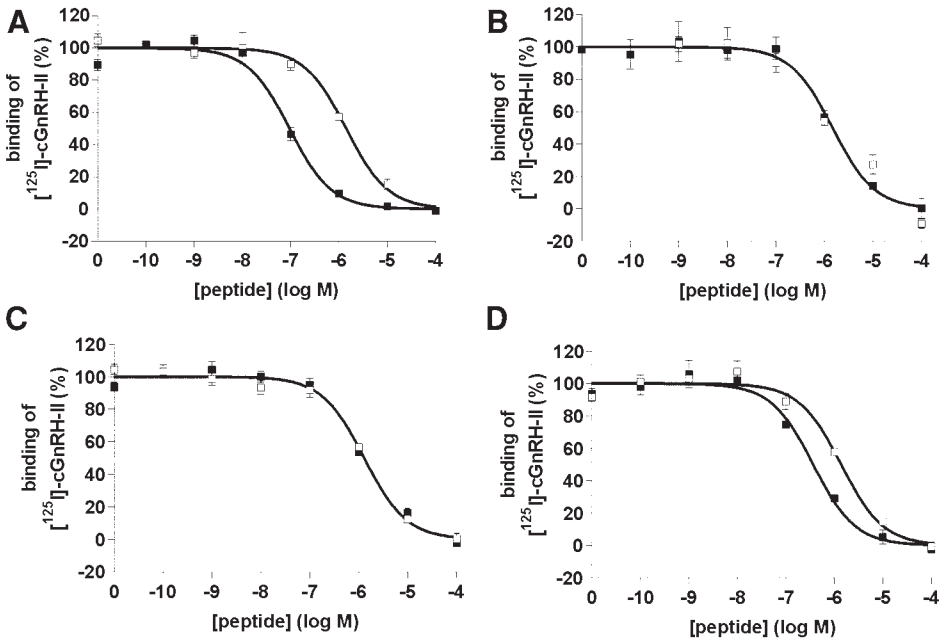 A
120
100
80
60
40
20
0
-20
binding of
[¹²⁵I]-cGnRH-II (%)
0 -10 -9 -8 -7 -6 -5 -4
[peptide] (log M)
B
120
100
80
60
40
20
0
-20
binding of
[¹²⁵I]-cGnRH-II (%)
0 -10 -9 -8 -7 -6 -5 -4
[peptide] (log M)
C
120
100
80
60
40
20
0
-20
binding of
[¹²⁵I]-cGnRH-II (%)
0 -10 -9 -8 -7 -6 -5 -4
[peptide] (log M)
D
120
100
80
60
40
20
0
-20
binding of
[¹²⁵I]-cGnRH-II (%)
0 -10 -9 -8 -7 -6 -5 -4
[peptide] (log M)